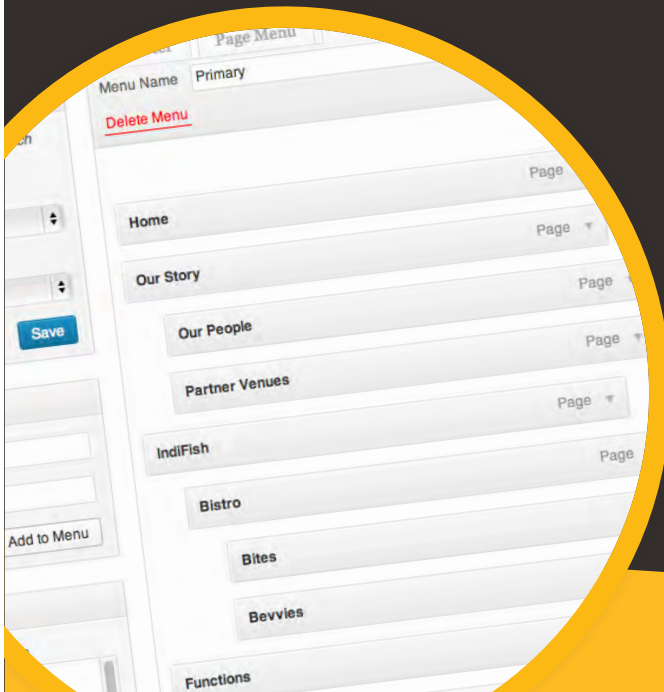 Page Menu
Menu Name Primary
Delete Menu
Home Page
Our Story Page
Save
Our People Page
Partner Venues Page
IndiFish Page
Bistro Page
Add to Menu
Bites
Bevvies
Functions